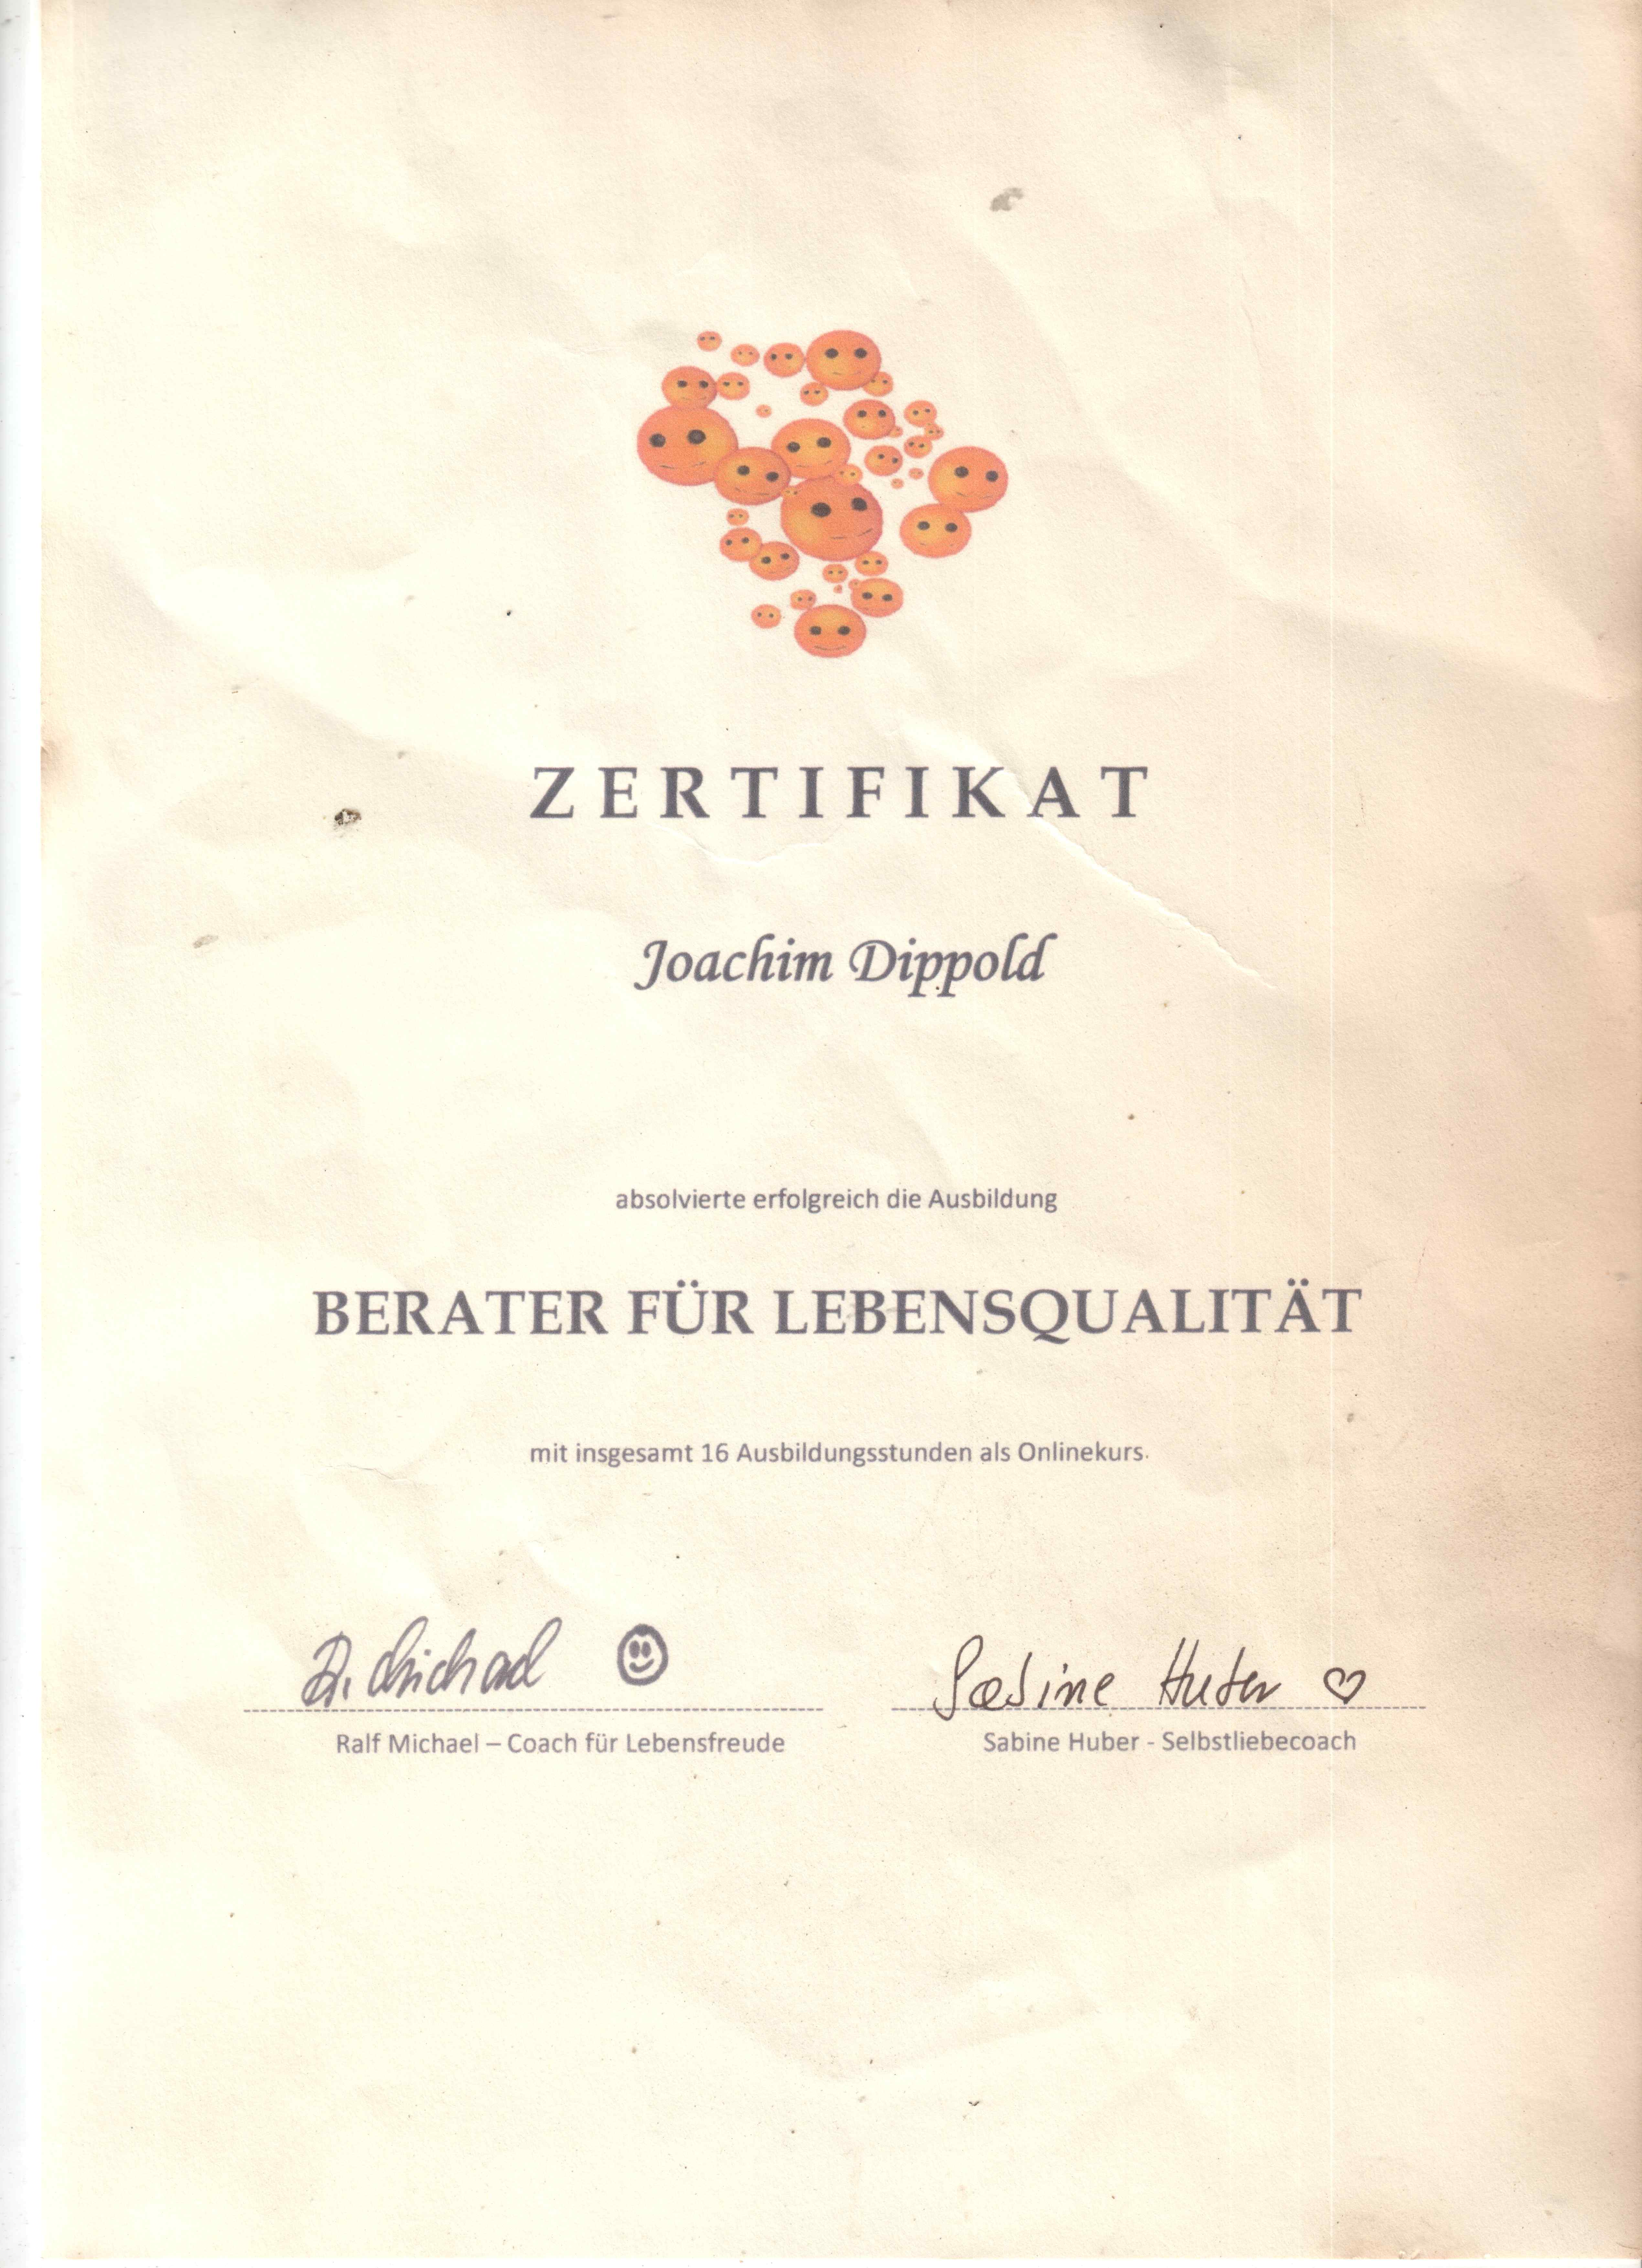 ZERTIFIKAT
Joachim Dippold
absolvierte erfolgreich die Ausbildung
BERATER FÜR LEBENSQUALITÄT
mit insgesamt 16 Ausbildungsstunden als Onlinekurs.
R. Michael
Sabine Huber
Ralf Michael – Coach für Lebensfreude
Sabine Huber - Selbstliebecoach